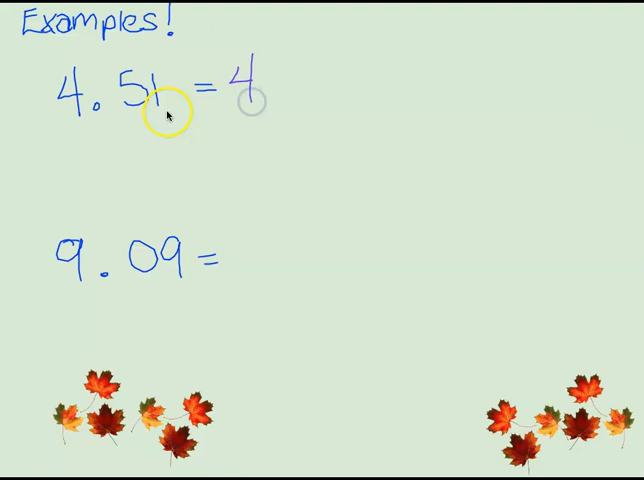 Examples!
4.51 = 4
9.09 =